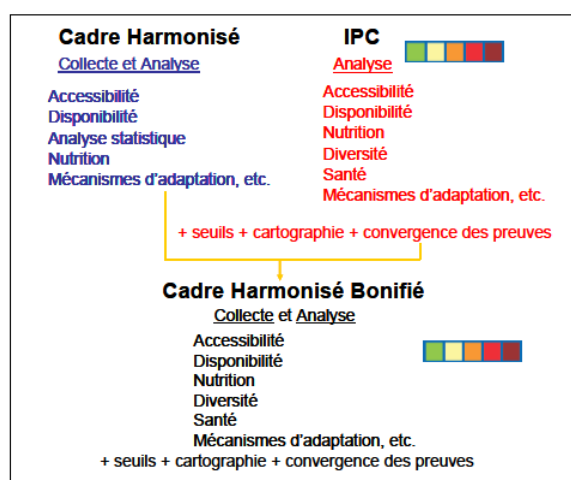 Cadre Harmonisé
Collecte et Analyse
Accessibilité
Disponibilité
Analyse statistique
Nutrition
Mécanismes d'adaptation, etc.
IPC
Analyse
Accessibilité
Disponibilité
Nutrition
Diversité
Santé
Mécanismes d'adaptation, etc.
+ seuils + cartographie + convergence des preuves
Cadre Harmonisé Bonifié
Collecte et Analyse
Accessibilité
Disponibilité
Nutrition
Diversité
Santé
Mécanismes d'adaptation, etc.
+ seuils + cartographie + convergence des preuves